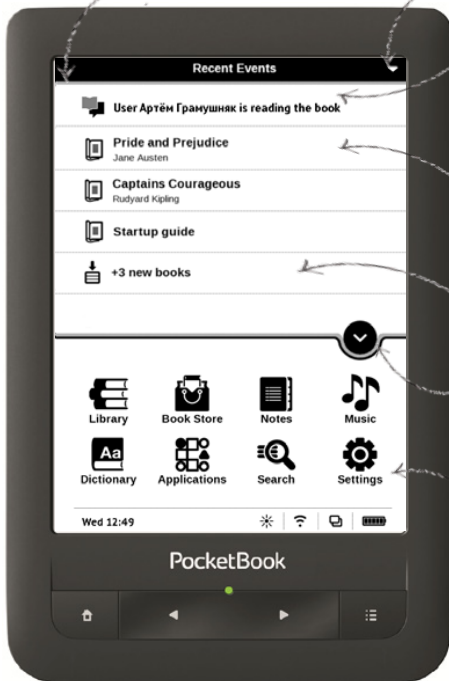 Recent Events
User Артём Грамушняк is reading the book
Pride and Prejudice
Jane Austen
Captains Courageous
Rudyard Kipling
Startup guide
+3 new books
Library Book Store Notes Music
Aa
Dictionary Applications Search Settings
Wed 12:49
PocketBook